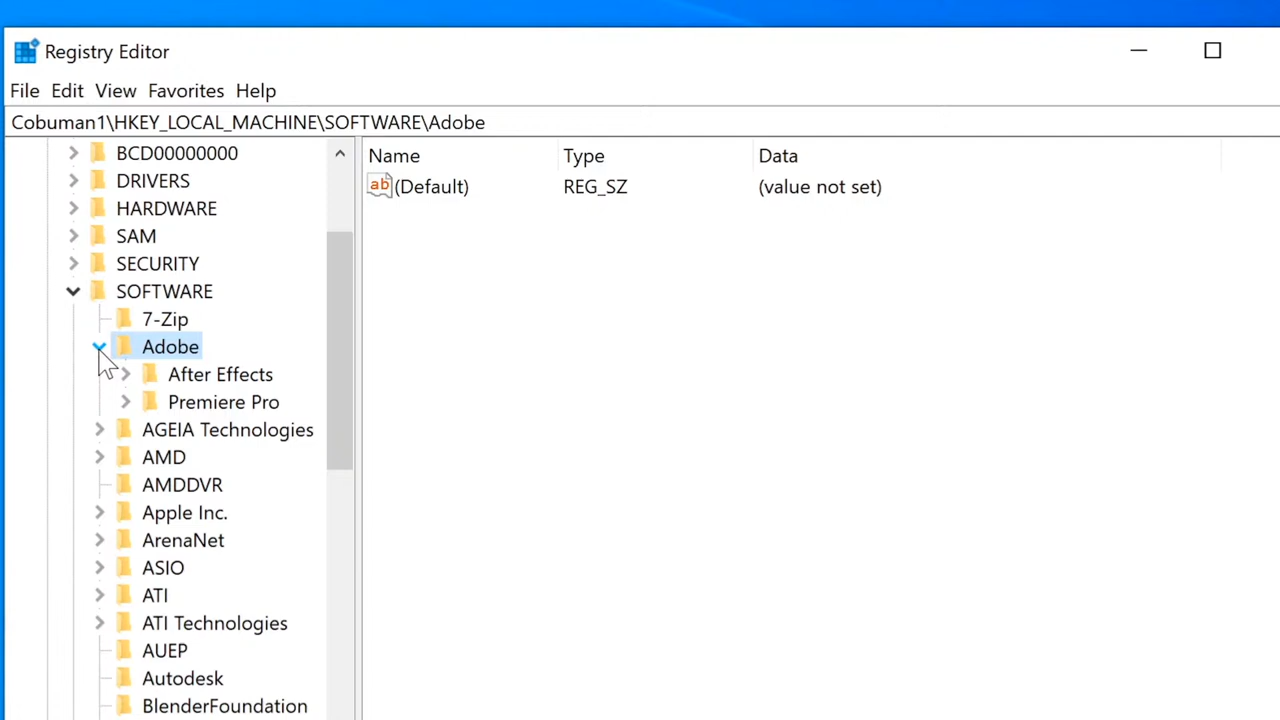 Registry Editor
File Edit View Favorites Help
Cobuman1\HKEY_LOCAL_MACHINE\SOFTWARE\Adobe
BCD00000000
DRIVERS
HARDWARE
SAM
SECURITY
SOFTWARE
7-Zip
Adobe
After Effects
Premiere Pro
AGEIA Technologies
AMD
AMDDVR
Apple Inc.
ArenaNet
ASIO
ATI
ATI Technologies
AUEP
Autodesk
BlenderFoundation
Name Type Data
ab (Default) REG_SZ (value not set)